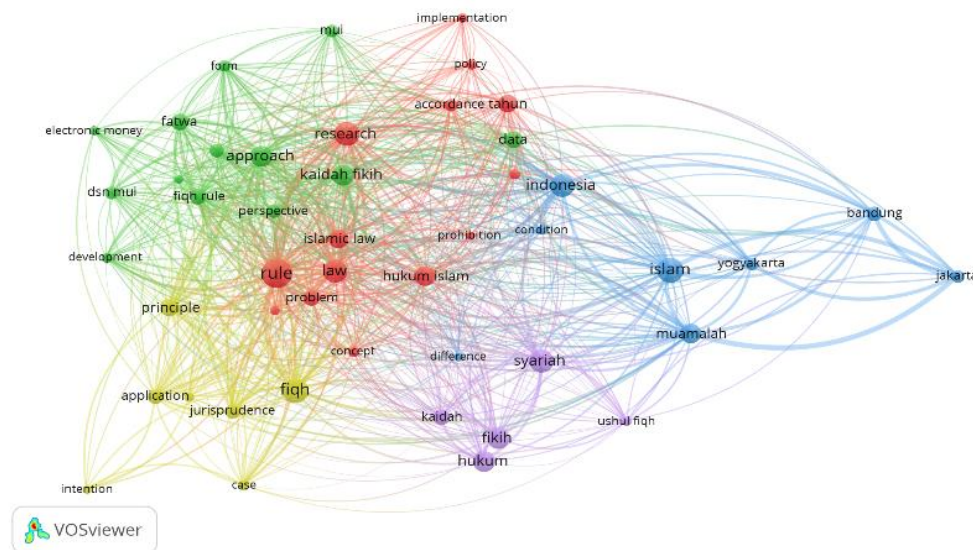 implementation
mui
policy
form
accordance tahun
fatwa
electronic money
research
data
approach
kaidah fikih
indonesia
dsn mui
fiqh rule
perspective
bandung
condition
islamic law
prohibition
development
yogyakarta
rule
law
hukum islam
islam
jakarta
problem
principle
muamalah
concept
difference
syariah
fiqh
application
jurisprudence
kaidah
ushul fiqh
fikih
hukum
case
intention
VOSviewer